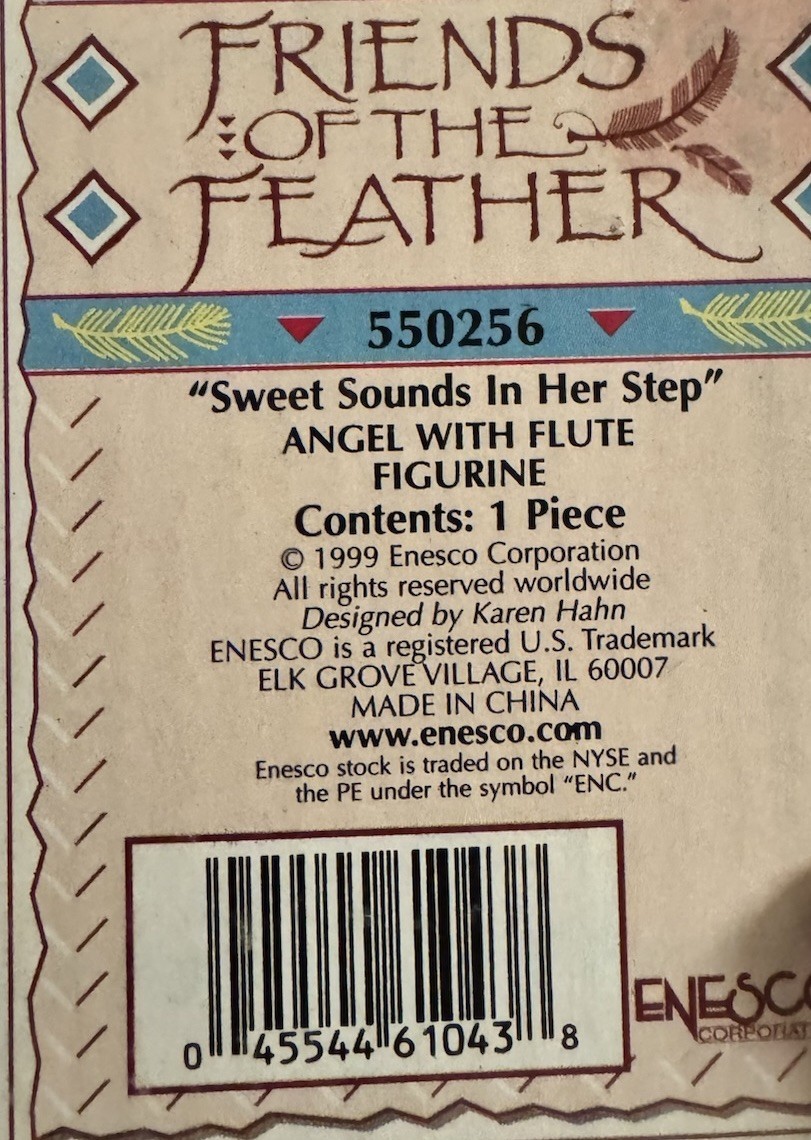 FRIENDS
OF THE
FEATHER
550256
“Sweet Sounds In Her Step”
ANGEL WITH FLUTE
FIGURINE
Contents: 1 Piece
© 1999 Enesco Corporation
All rights reserved worldwide
Designed by Karen Hahn
ENESCO is a registered U.S. Trademark
ELK GROVE VILLAGE, IL 60007
MADE IN CHINA
www.enesco.com
Enesco stock is traded on the NYSE and
the PE under the symbol “ENC.”
0 45544 61043 8